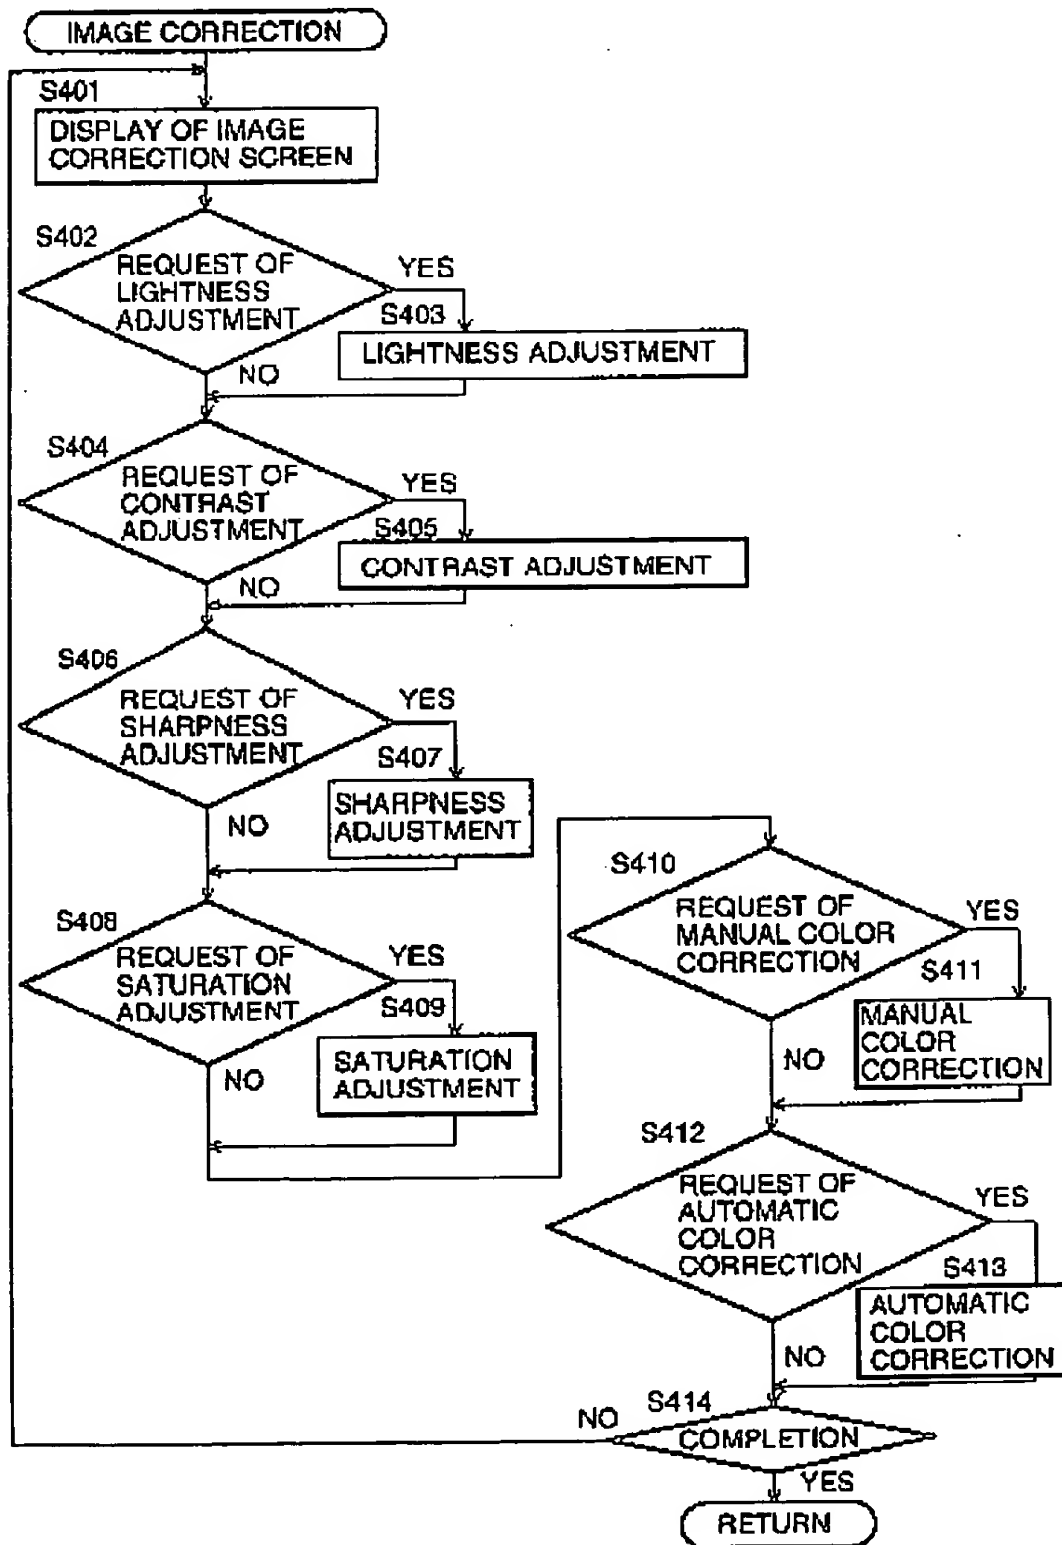 IMAGE CORRECTION
S401
DISPLAY OF IMAGE
CORRECTION SCREEN
S402
REQUEST OF
LIGHTNESS
ADJUSTMENT
YES
S403
LIGHTNESS ADJUSTMENT
NO
S404
REQUEST OF
CONTRAST
ADJUSTMENT
YES
S405
CONTRAST ADJUSTMENT
NO
S406
REQUEST OF
SHARPNESS
ADJUSTMENT
YES
S407
SHARPNESS
ADJUSTMENT
NO
S408
REQUEST OF
SATURATION
ADJUSTMENT
YES
S409
SATURATION
ADJUSTMENT
NO
S410
REQUEST OF
MANUAL COLOR
CORRECTION
YES
S411
MANUAL
COLOR
CORRECTION
NO
S412
REQUEST OF
AUTOMATIC
COLOR
CORRECTION
YES
S413
AUTOMATIC
COLOR
CORRECTION
NO
S414
NO
COMPLETION
YES
RETURN